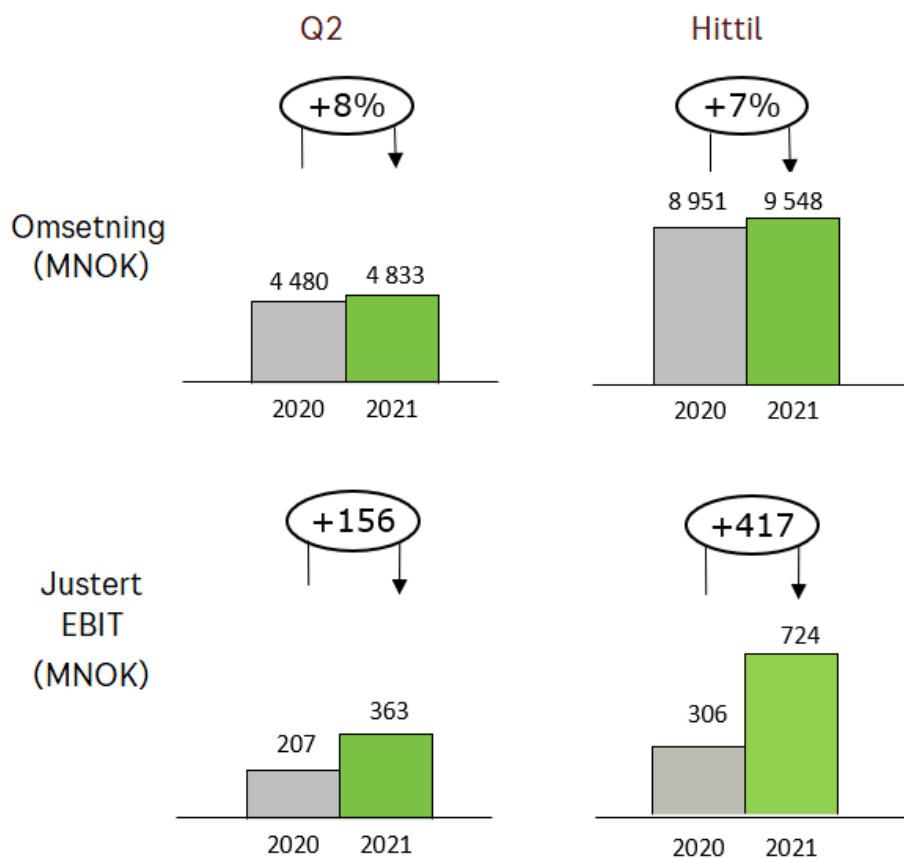 Q2
Hittil
+8%
+7%
Omsetning
(MNOK)
4 480
4 833
8 951
9 548
2020
2021
2020
2021
+156
+417
Justert
EBIT
(MNOK)
207
363
306
724
2020
2021
2020
2021